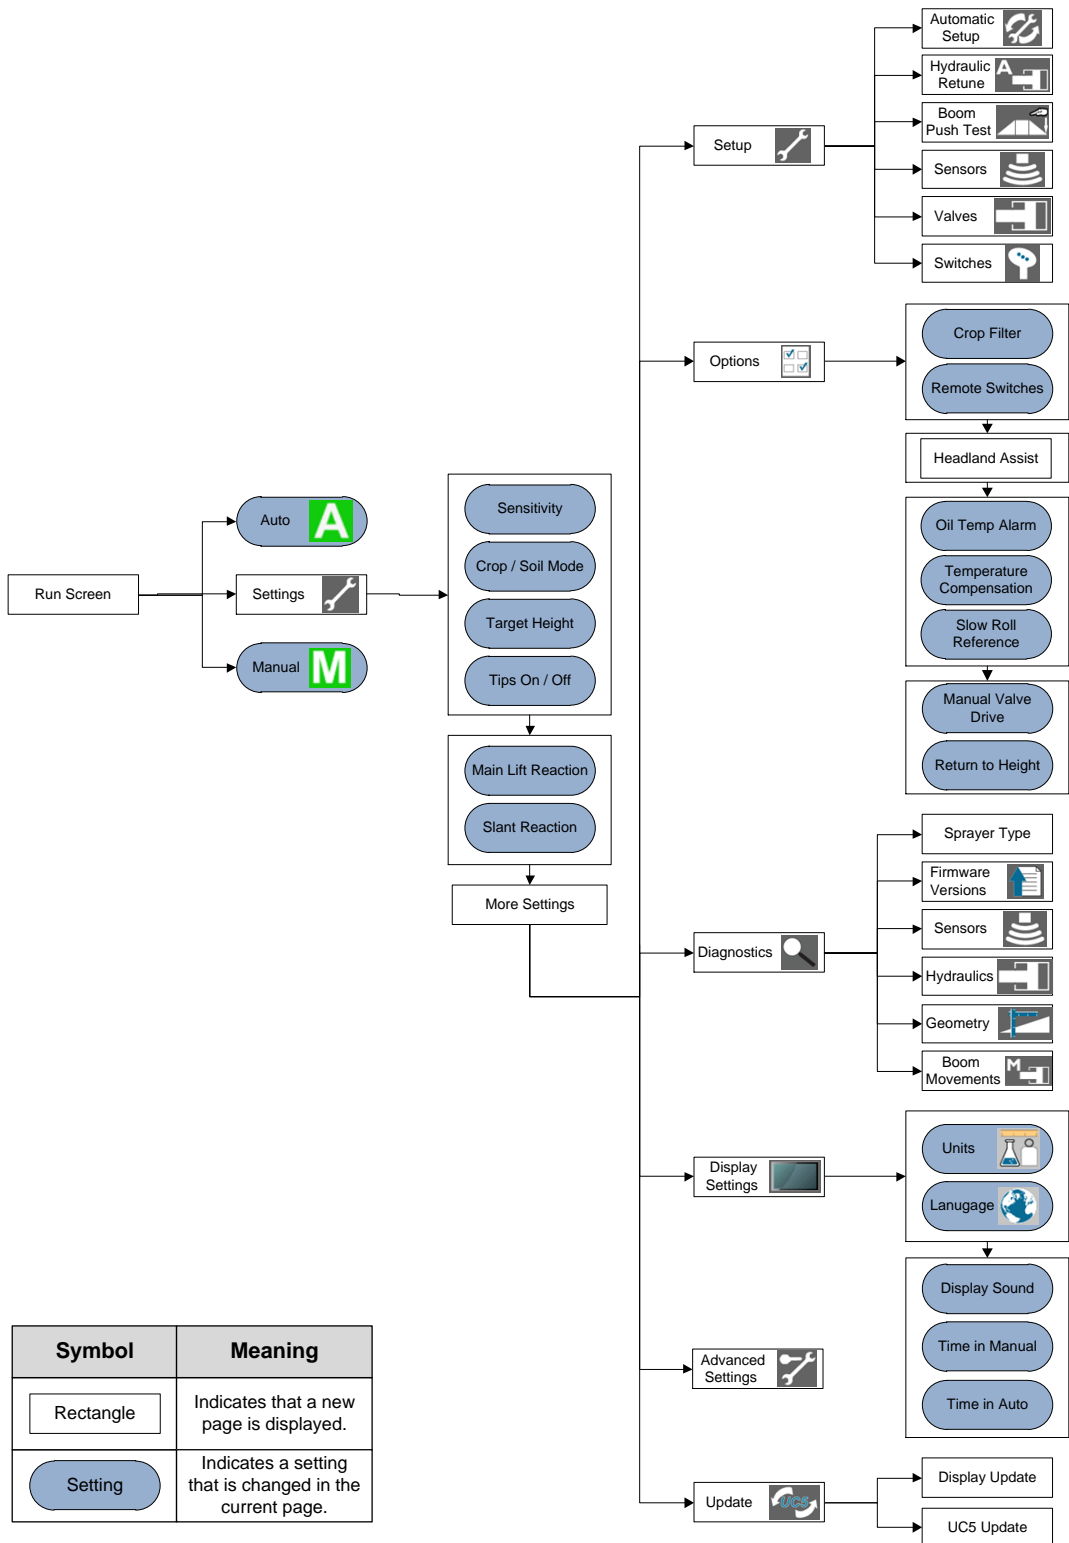 Run Screen
Auto
A
Settings
Manual
M
Sensitivity
Crop / Soil Mode
Target Height
Tips On / Off
Main Lift Reaction
Slant Reaction
More Settings
Setup
Automatic
Setup
Hydraulic
Retune
A
Boom
Push Test
Sensors
Valves
Switches
Options
Crop Filter
Remote Switches
Headland Assist
Oil Temp Alarm
Temperature
Compensation
Slow Roll
Reference
Manual Valve
Drive
Return to Height
Diagnostics
Sprayer Type
Firmware
Versions
Sensors
Hydraulics
Geometry
Boom
Movements
M
Display
Settings
Units
Lanugage
Display Sound
Time in Manual
Time in Auto
Advanced
Settings
Update
UC5
Display Update
UC5 Update
Symbol
Meaning
Rectangle
Indicates that a new
page is displayed.
Setting
Indicates a setting
that is changed in the
current page.